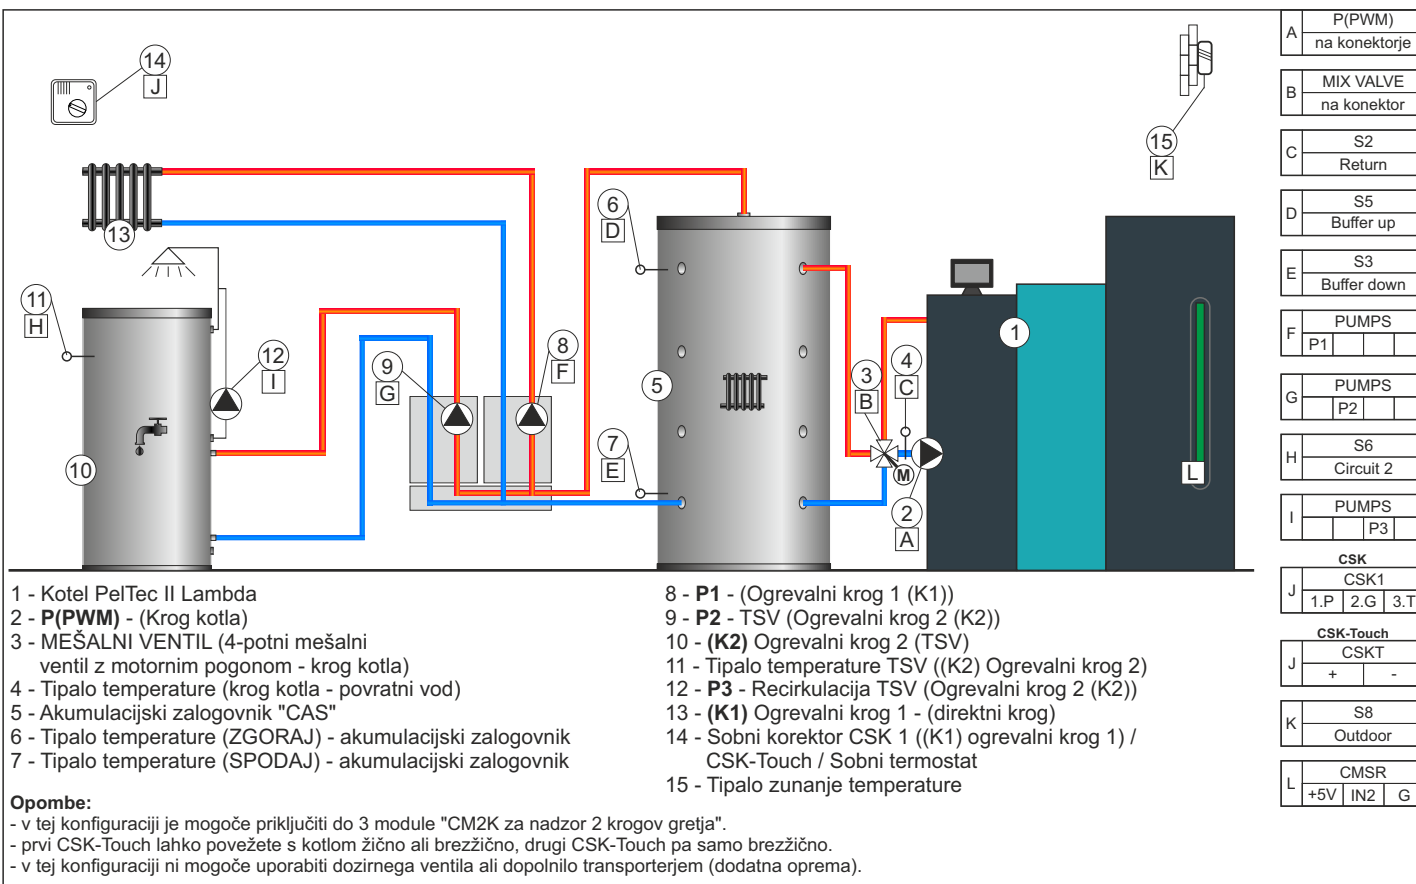 14
J
13
11
H
12
I
10
9
G
8
F
6
D
5
7
E
3
B
4
C
M
2
A
1
L
15
K
A
P(PWM)
na konektorje
B
MIX VALVE
na konektor
C
S2
Return
D
S5
Buffer up
E
S3
Buffer down
F
PUMPS
P1
G
PUMPS
P2
H
S6
Circuit 2
I
PUMPS
P3
CSK
J
CSK1
1.P 2.G 3.T
CSK-Touch
J
CSKT
+ -
K
S8
Outdoor
L
CMSR
+5V IN2 G
1 - Kotel PelTec II Lambda
2 - P(PWM) - (Krog kotla)
3 - MEŠALNI VENTIL (4-potni mešalni
ventil z motornim pogonom - krog kotla)
4 - Tipalo temperature (krog kotla - povratni vod)
5 - Akumulacijski zalogovnik "CAS"
6 - Tipalo temperature (ZGORAJ) - akumulacijski zalogovnik
7 - Tipalo temperature (SPODAJ) - akumulacijski zalogovnik
8 - P1 - (Ogrevalni krog 1 (K1))
9 - P2 - TSV (Ogrevalni krog 2 (K2))
10 - (K2) Ogrevalni krog 2 (TSV)
11 - Tipalo temperature TSV ((K2) Ogrevalni krog 2)
12 - P3 - Recirkulacija TSV (Ogrevalni krog 2 (K2))
13 - (K1) Ogrevalni krog 1 - (direktni krog)
14 - Sobni korektor CSK 1 ((K1) ogrevalni krog 1) /
CSK-Touch / Sobni termostat
15 - Tipalo zunanje temperature
Opombe:
- v tej konfiguraciji je mogoče priključiti do 3 module "CM2K za nadzor 2 krogov gretja".
- prvi CSK-Touch lahko povežete s kotlom žično ali brezžično, drugi CSK-Touch pa samo brezžično.
- v tej konfiguraciji ni mogoče uporabiti dozirnega ventila ali dopolnilo transporterjem (dodatna oprema).